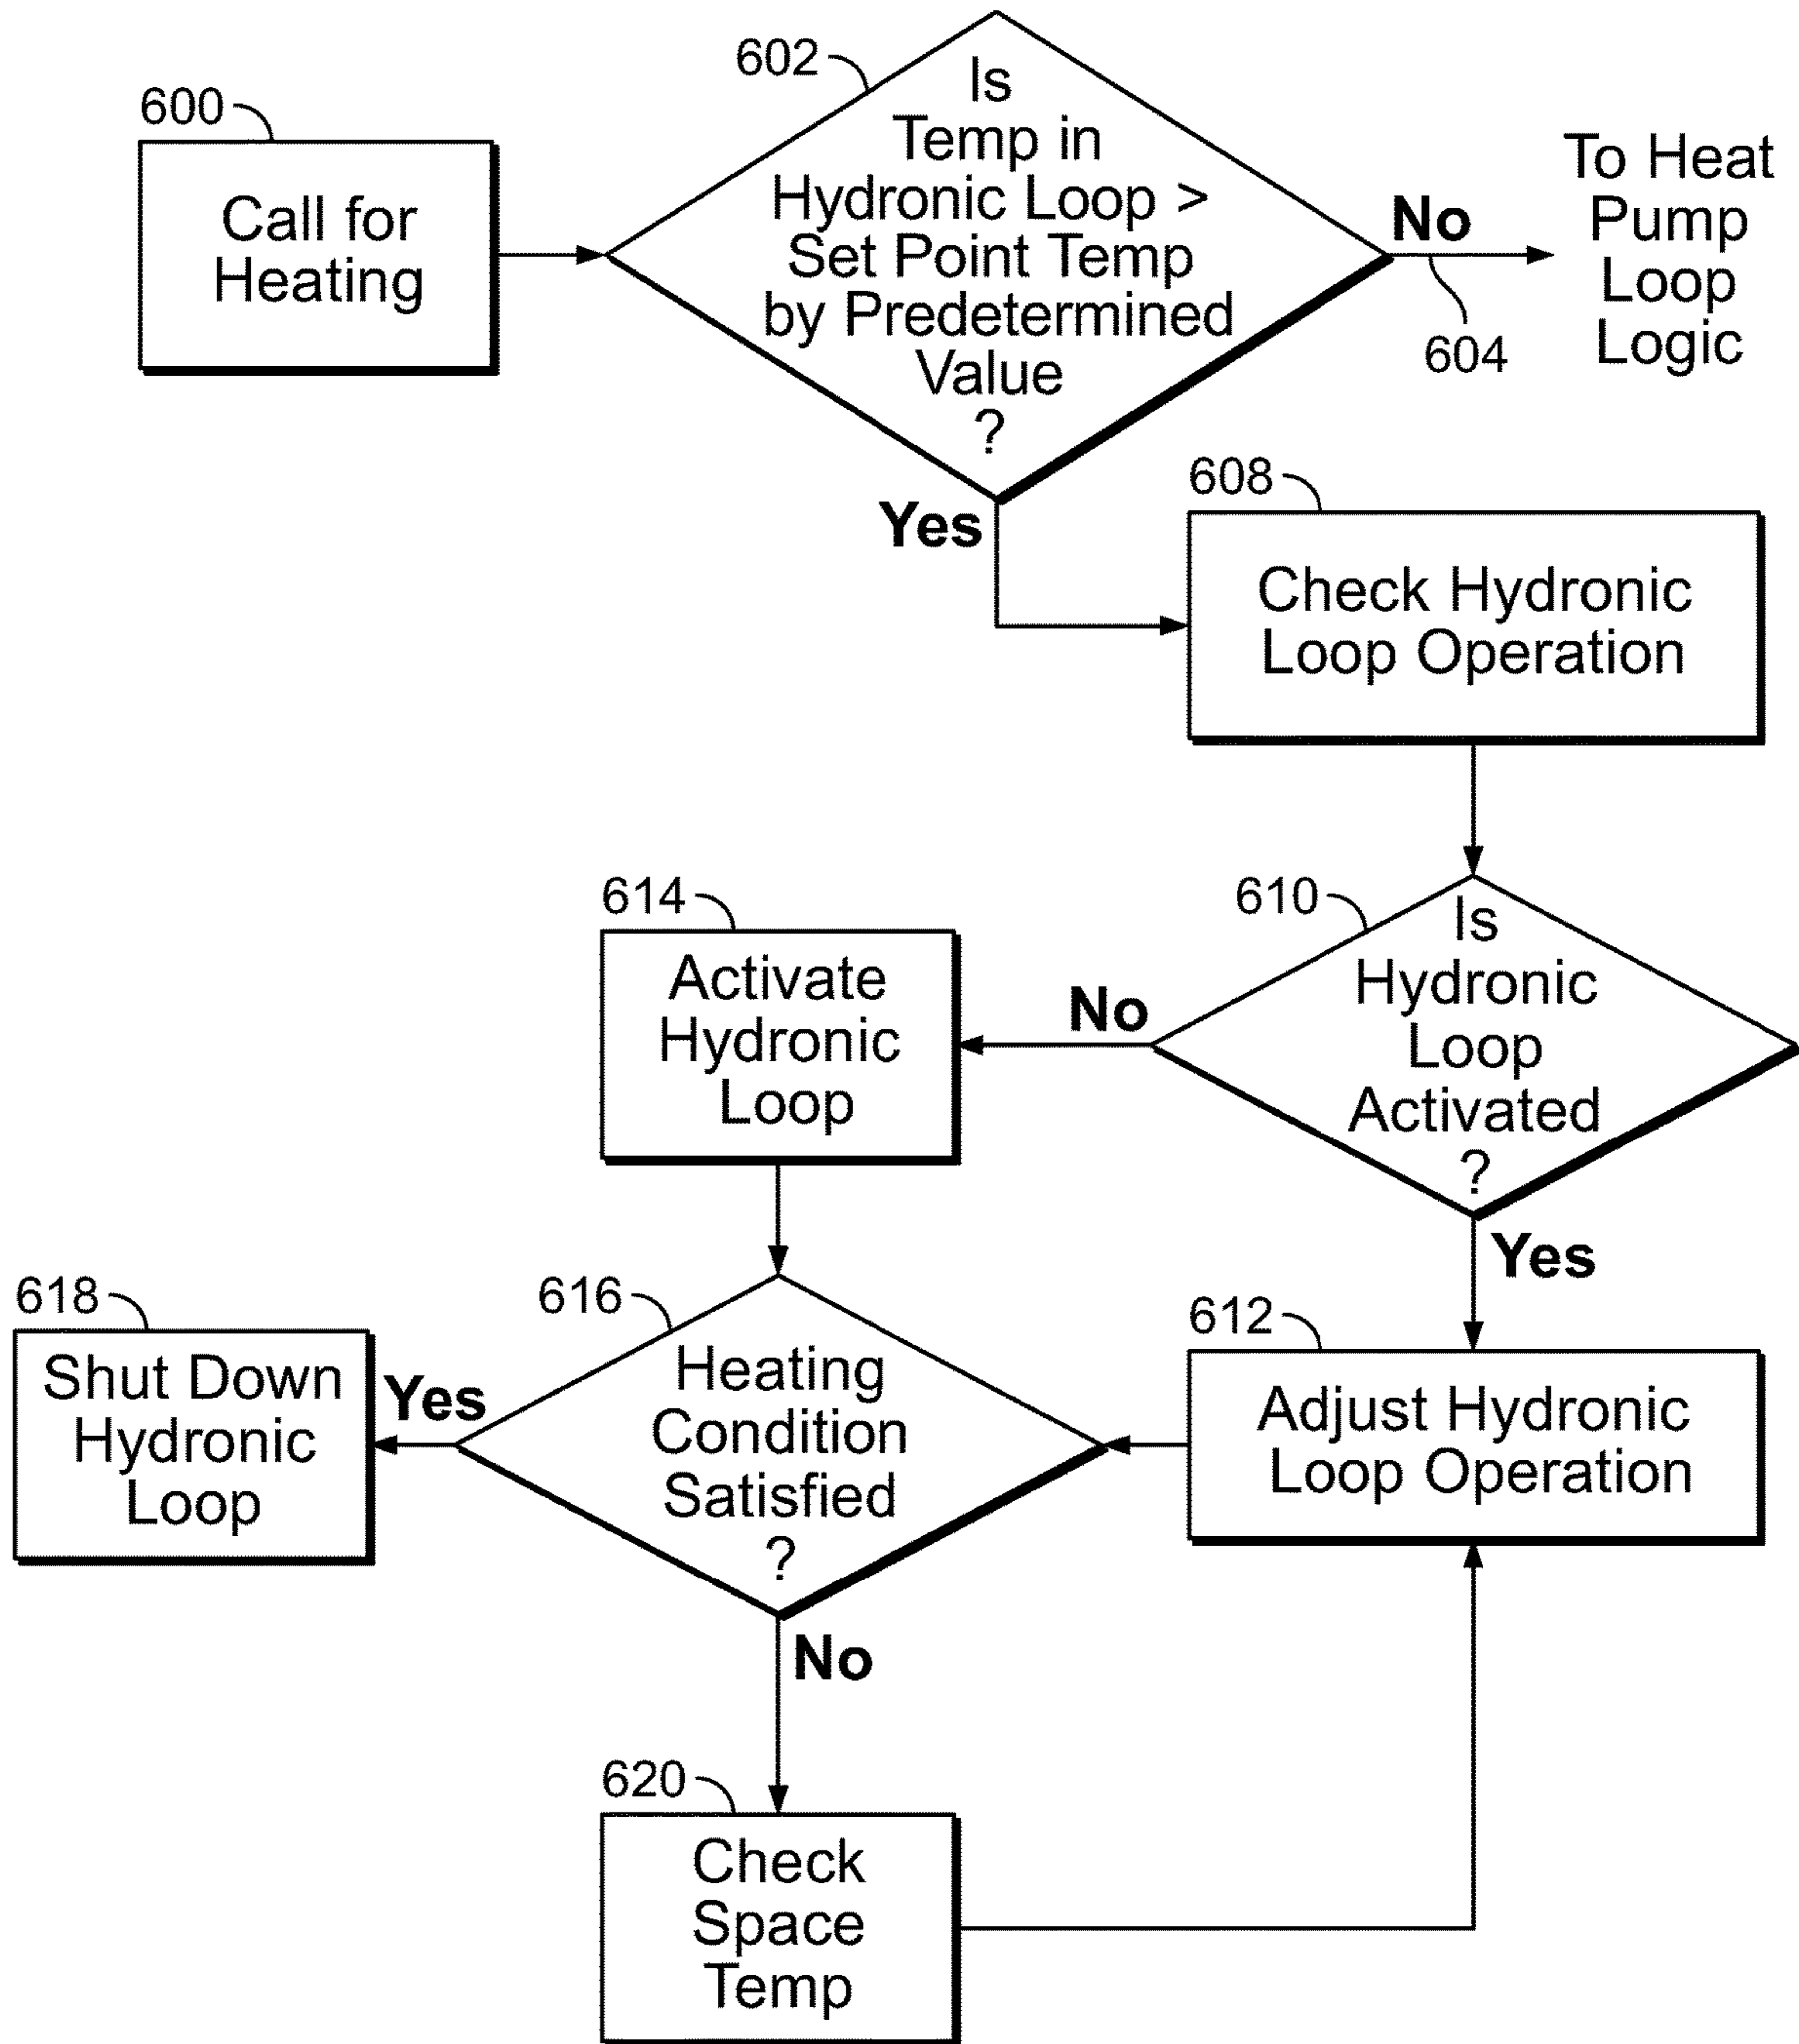 600
Call for
Heating
602
Is
Temp in
Hydronic Loop >
Set Point Temp
by Predetermined
Value
?
No
604
To Heat
Pump
Loop
Logic
Yes
608
Check Hydronic
Loop Operation
610
Is
Hydronic
Loop
Activated
?
No
614
Activate
Hydronic
Loop
Yes
612
Adjust Hydronic
Loop Operation
616
Heating
Condition
Satisfied
?
Yes
618
Shut Down
Hydronic
Loop
No
620
Check
Space
Temp